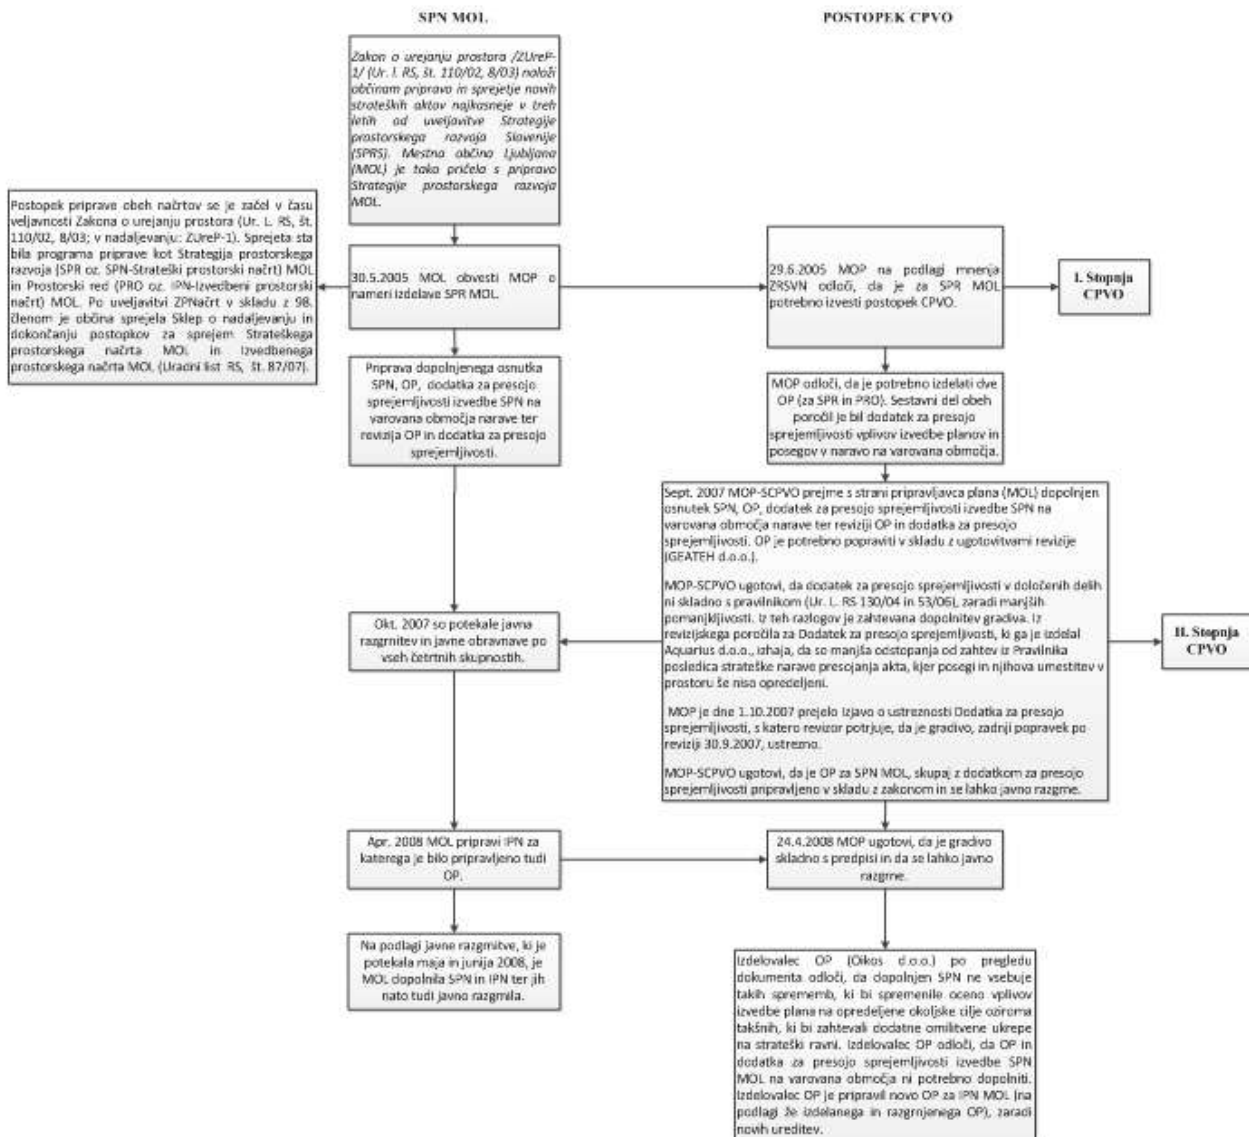 SPN MOL
POSTOPEK CPVO
Zakon o urejanju prostora /ZUreP-
1/ (Ur. l. RS, št. 110/02, 8/03) naloži
občinam pripravo in sprejetje novih
strateških aktov najkasneje v treh
letih od uveljavitve Strategije
prostorskega razvoja Slovenije
(SPRS). Mestna občina Ljubljana
(MOL) je tako pričela s pripravo
Strategije prostorskega razvoja
MOL.
Postopek priprave obeh načrtov se je začel v času
veljavnosti Zakona o urejanju prostora (Ur. L. RS, št.
110/02, 8/03; v nadaljevanju: ZUreP-1). Sprejeta sta
bila programa priprave kot Strategija prostorskega
razvoja (SPR oz. SPN-Strateški prostorski načrt) MOL
in Prostorski red (PRO oz. IPN-Izvedbeni prostorski
načrt) MOL. Po uveljavitvi ZPNačrt v skladu z 98.
členom je občina sprejela Sklep o nadaljevanju in
dokončanju postopkov za sprejem Strateškega
prostorskega načrta MOL in Izvedbenega
prostorskega načrta MOL (Uradni list RS, št. 87/07).
30.5.2005 MOL obvesti MOP o
nameri izdelave SPR MOL.
29.6.2005 MOP na podlagi mnenja
ZRSVN odloči, da je za SPR MOL
potrebno izvesti postopek CPVO.
I. Stopnja
CPVO
Priprava dopolnjenega osnutka
SPN, OP, dodatka za presojo
sprejemljivosti izvedbe SPN na
varovana območja narave ter
revizija OP in dodatka za presojo
sprejemljivosti.
MOP odloči, da je potrebno izdelati dve
OP (za SPR in PRO). Sestavni del obeh
poročil je bil dodatek za presojo
sprejemljivosti vplivov izvedbe planov in
posegov v naravo na varovana območja.
Sept. 2007 MOP-SCPVO prejme s strani pripravljavca plana (MOL) dopolnjen
osnutek SPN, OP, dodatek za presojo sprejemljivosti izvedbe SPN na
varovana območja narave ter reviziji OP in dodatka za presojo
sprejemljivosti. OP je potrebno popraviti v skladu z ugotovitvami revizije
(GEATEH d.o.o.).
MOP-SCPVO ugotovi, da dodatek za presojo sprejemljivosti v določenih delih
ni skladno s pravilnikom (Ur. L. RS 130/04 in 53/06), zaradi manjših
pomanjkljivosti. Iz teh razlogov je zahtevana dopolnitev gradiva. Iz
revizijskega poročila za Dodatek za presojo sprejemljivosti, ki ga je izdelal
Aquarius d.o.o., izhaja, da so manjša odstopanja od zahtev iz Pravilnika
posledica strateške narave presojanja akta, kjer posegi in njihova umestitev v
prostoru še niso opredeljeni.
MOP je dne 1.10.2007 prejelo Izjavo o ustreznosti Dodatka za presojo
sprejemljivosti, s katero revizor potrjuje, da je gradivo, zadnji popravek po
reviziji 30.9.2007, ustrezno.
MOP-SCPVO ugotovi, da je OP za SPN MOL, skupaj z dodatkom za presojo
sprejemljivosti pripravljeno v skladu z zakonom in se lahko javno razgrne.
Okt. 2007 so potekale javna
razgrnitev in javne obravnave po
vseh četrtnih skupnostih.
II. Stopnja
CPVO
Apr. 2008 MOL pripravi IPN za
katerega je bilo pripravljeno tudi
OP.
24.4.2008 MOP ugotovi, da je gradivo
skladno s predpisi in da se lahko javno
razgrne.
Na podlagi javne razgrnitve, ki je
potekala maja in junija 2008, je
MOL dopolnila SPN in IPN ter jih
nato tudi javno razgrnila.
Izdelovalec OP (Oikos d.o.o.) po pregledu
dokumenta odloči, da dopolnjen SPN ne vsebuje
takih sprememb, ki bi spremenile oceno vplivov
izvedbe plana na opredeljene okoljske cilje oziroma
takšnih, ki bi zahtevali dodatne omilitvene ukrepe
na strateški ravni. Izdelovalec OP odloči, da OP in
dodatka za presojo sprejemljivosti izvedbe SPN
MOL na varovana območja ni potrebno dopolniti.
Izdelovalec OP je pripravil novo OP za IPN MOL (na
podlagi že izdelanega in razgrnjenega OP), zaradi
novih ureditev.